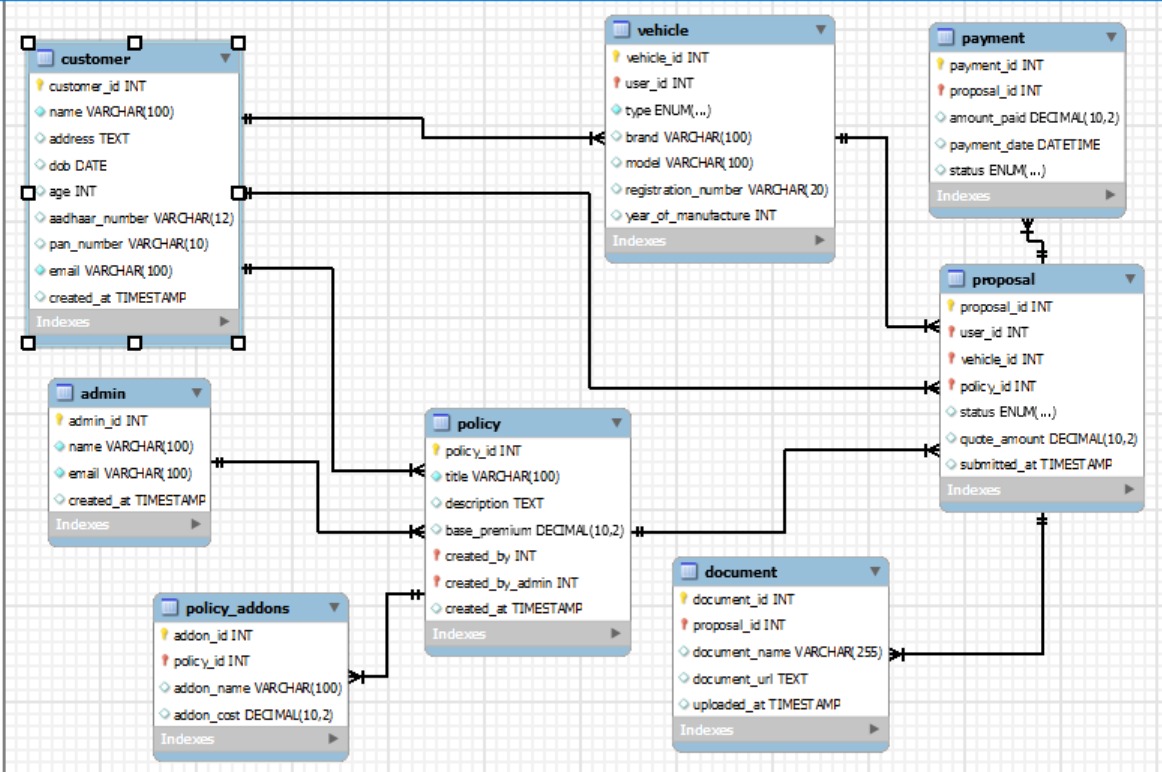 customer
customer_id INT
name VARCHAR(100)
address TEXT
dob DATE
age INT
aadhaar_number VARCHAR(12)
pan_number VARCHAR(10)
email VARCHAR(100)
created_at TIMESTAMP
Indexes
vehicle
vehicle_id INT
user_id INT
type ENUM(...)
brand VARCHAR(100)
model VARCHAR(100)
registration_number VARCHAR(20)
year_of_manufacture INT
Indexes
payment
payment_id INT
proposal_id INT
amount_paid DECIMAL(10,2)
payment_date DATETIME
status ENUM(...)
Indexes
proposal
proposal_id INT
user_id INT
vehicle_id INT
policy_id INT
status ENUM(...)
quote_amount DECIMAL(10,2)
submitted_at TIMESTAMP
Indexes
admin
admin_id INT
name VARCHAR(100)
email VARCHAR(100)
created_at TIMESTAMP
Indexes
policy
policy_id INT
title VARCHAR(100)
description TEXT
base_premium DECIMAL(10,2)
created_by INT
created_by_admin INT
created_at TIMESTAMP
Indexes
policy_addons
addon_id INT
policy_id INT
addon_name VARCHAR(100)
addon_cost DECIMAL(10,2)
Indexes
document
document_id INT
proposal_id INT
document_name VARCHAR(255)
document_url TEXT
uploaded_at TIMESTAMP
Indexes